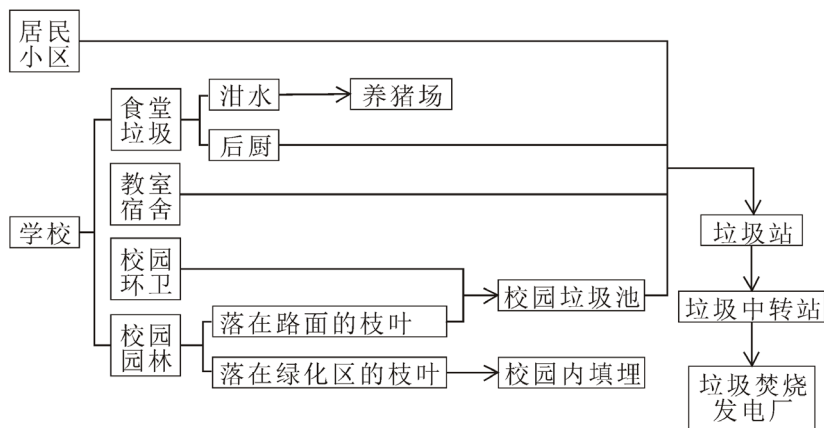 居民
小区
食堂
垃圾
泔水
养猪场
后厨
教室
宿舍
学校
垃圾站
校园
环卫
校园垃圾池
垃圾中转站
校园
园林
落在路面的枝叶
落在绿化区的枝叶
校园内填埋
垃圾焚烧
发电厂